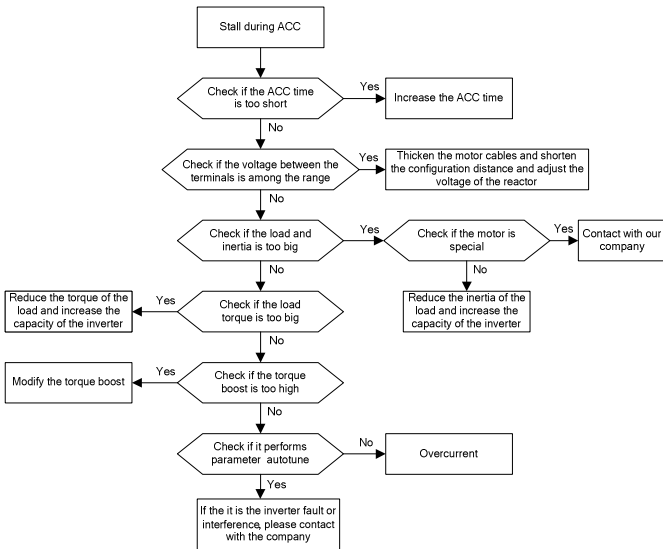 Stall during ACC
Check if the ACC time
is too short
Yes
Increase the ACC time
No
Check if the voltage between the
terminals is among the range
Yes
Thicken the motor cables and shorten
the configuration distance and adjust the
voltage of the reactor
No
Check if the load and
inertia is too big
Yes
Check if the motor is
special
Yes
Contact with our
company
No
No
Reduce the torque of the
load and increase the
capacity of the inverter
Yes
Check if the load
torque is too big
Reduce the inertia of the
load and increase the
capacity of the inverter
No
Modify the torque boost
Yes
Check if the torque
boost is too high
No
Check if it performs
parameter autotune
No
Overcurrent
Yes
If the it is the inverter fault or
interference, please contact
with the company